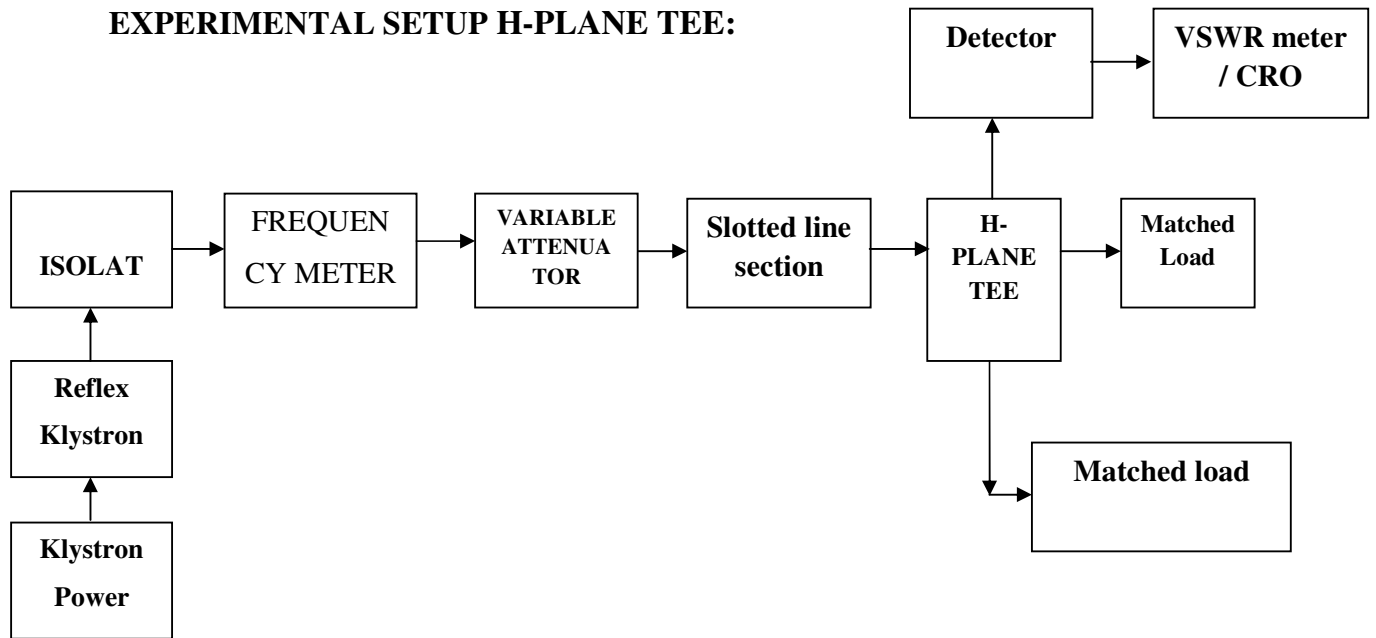 EXPERIMENTAL SETUP H-PLANE TEE:
Detector
VSWR meter
/ CRO
ISOLAT
FREQUEN
CY METER
VARIABLE
ATTENUA
TOR
Slotted line
section
H-
PLANE
TEE
Matched
Load
Reflex
Klystron
Matched load
Klystron
Power